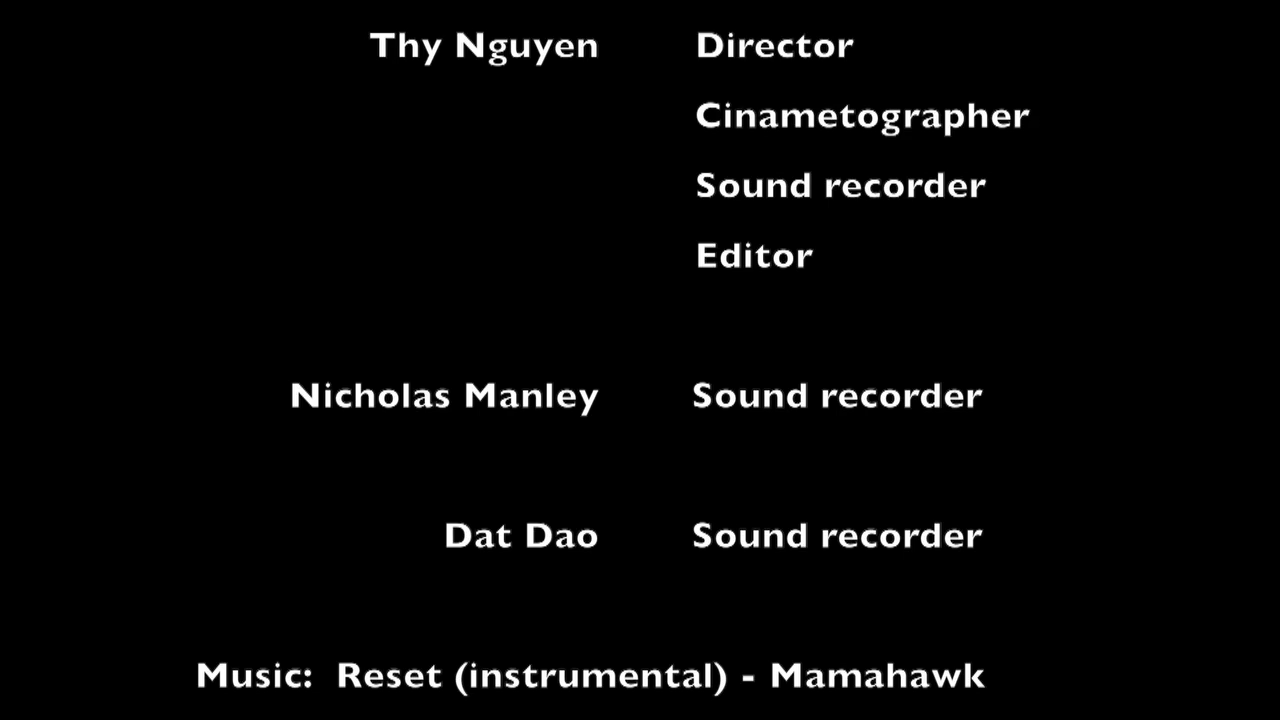 Thy Nguyen Director
Cinametographer
Sound recorder
Editor
Nicholas Manley Sound recorder
Dat Dao Sound recorder
Music: Reset (instrumental) - Mamahawk